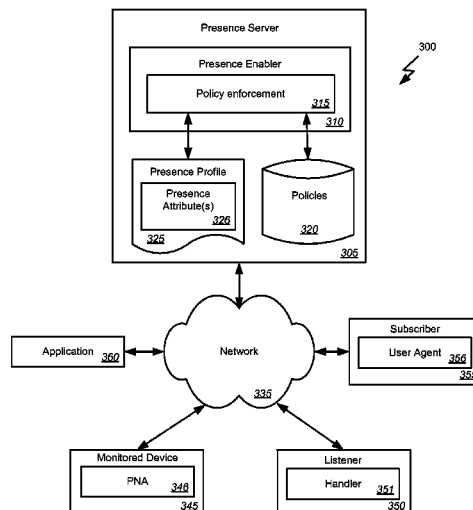 Presence Server
300
Presence Enabler
Policy enforcement
315
310
Presence Profile
Presence
Attribute(s)
326
325
Policies
320
305
Application 360
Network
335
Subscriber
User Agent 356
Monitored Device
PNA 346
345
Listener
Handler 351
350